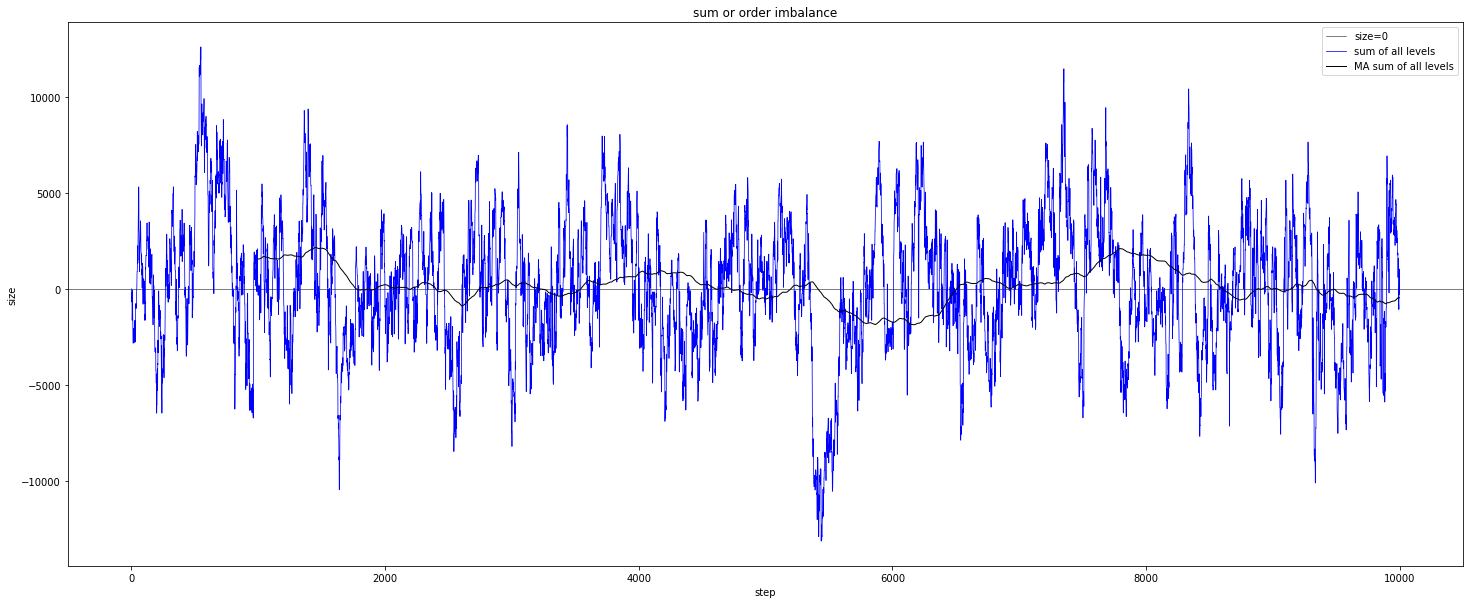 sum or order imbalance
size=0
sum of all levels
MA sum of all levels
10000
5000
0
−5000
−10000
size
0
2000
4000
6000
8000
10000
step